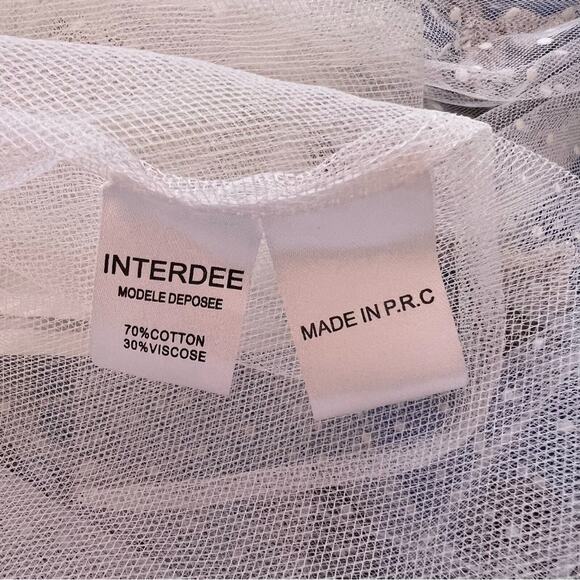 INTERDEE
MODELE DEPOSEE
70%COTTON
30%VISCOSE
MADE IN P.R.C